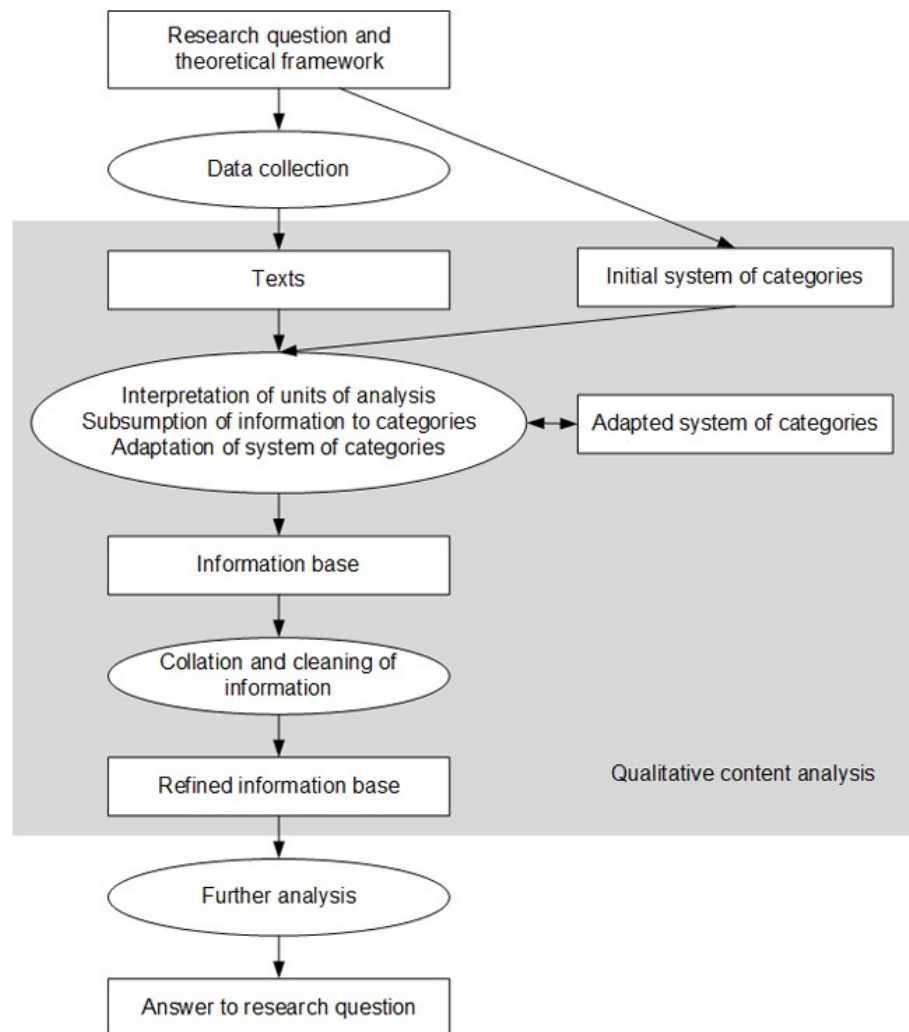 Research question and
theoretical framework
Data collection
Texts
Initial system of categories
Interpretation of units of analysis
Subsumption of information to categories
Adaptation of system of categories
Adapted system of categories
Information base
Collation and cleaning of
information
Refined information base
Qualitative content analysis
Further analysis
Answer to research question